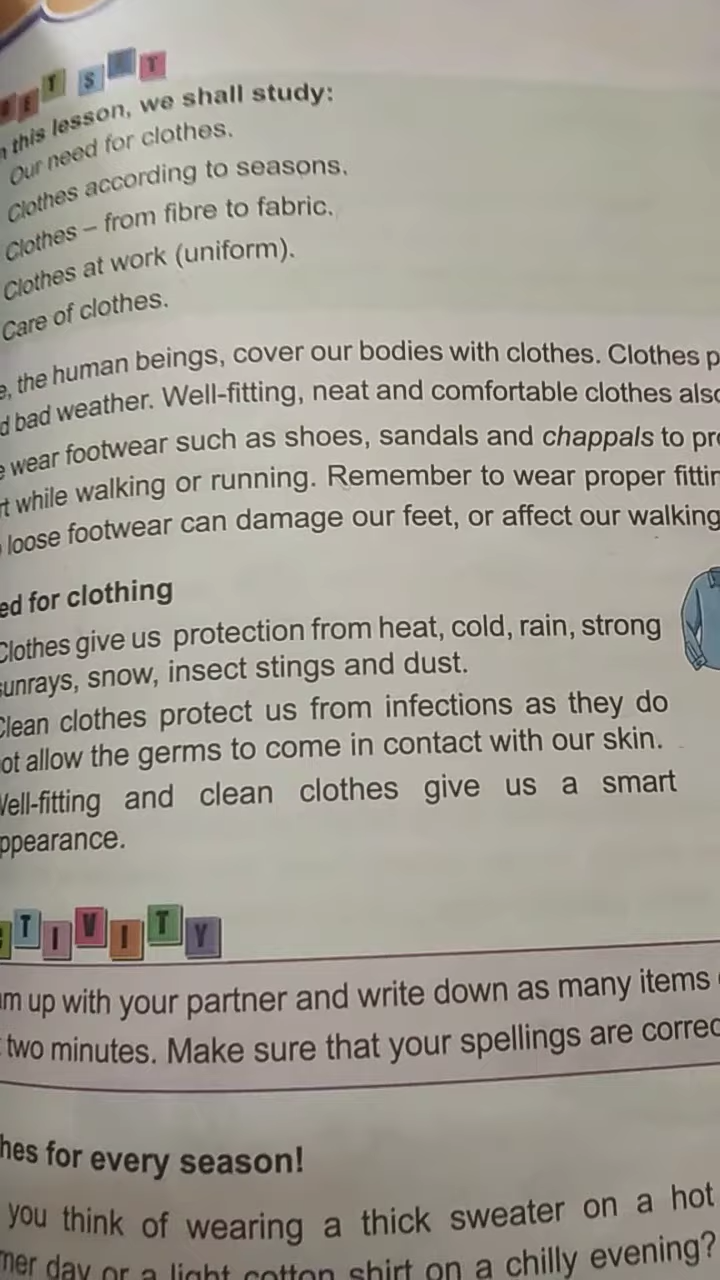 ET SET
this lesson, we shall study:
Our need for clothes.
Clothes according to seasons.
Clothes – from fibre to fabric.
Clothes at work (uniform).
Care of clothes.
the human beings, cover our bodies with clothes. Clothes
bad weather. Well-fitting, neat and comfortable clothes
wear footwear such as shoes, sandals and chappals to
while walking or running. Remember to wear proper
loose footwear can damage our feet, or affect our walking
for clothing
Clothes give us protection from heat, cold, rain, strong
sunrays, snow, insect stings and dust.
Clean clothes protect us from infections as they do
ot allow the germs to come in contact with our skin.
Well-fitting and clean clothes give us a smart
ppearance.
TIVITY
up with your partner and write down as many items
two minutes. Make sure that your spellings are correc
hes for every season!
you think of wearing a thick sweater on a hot
mer day or a light cotton shirt on a chilly evening?